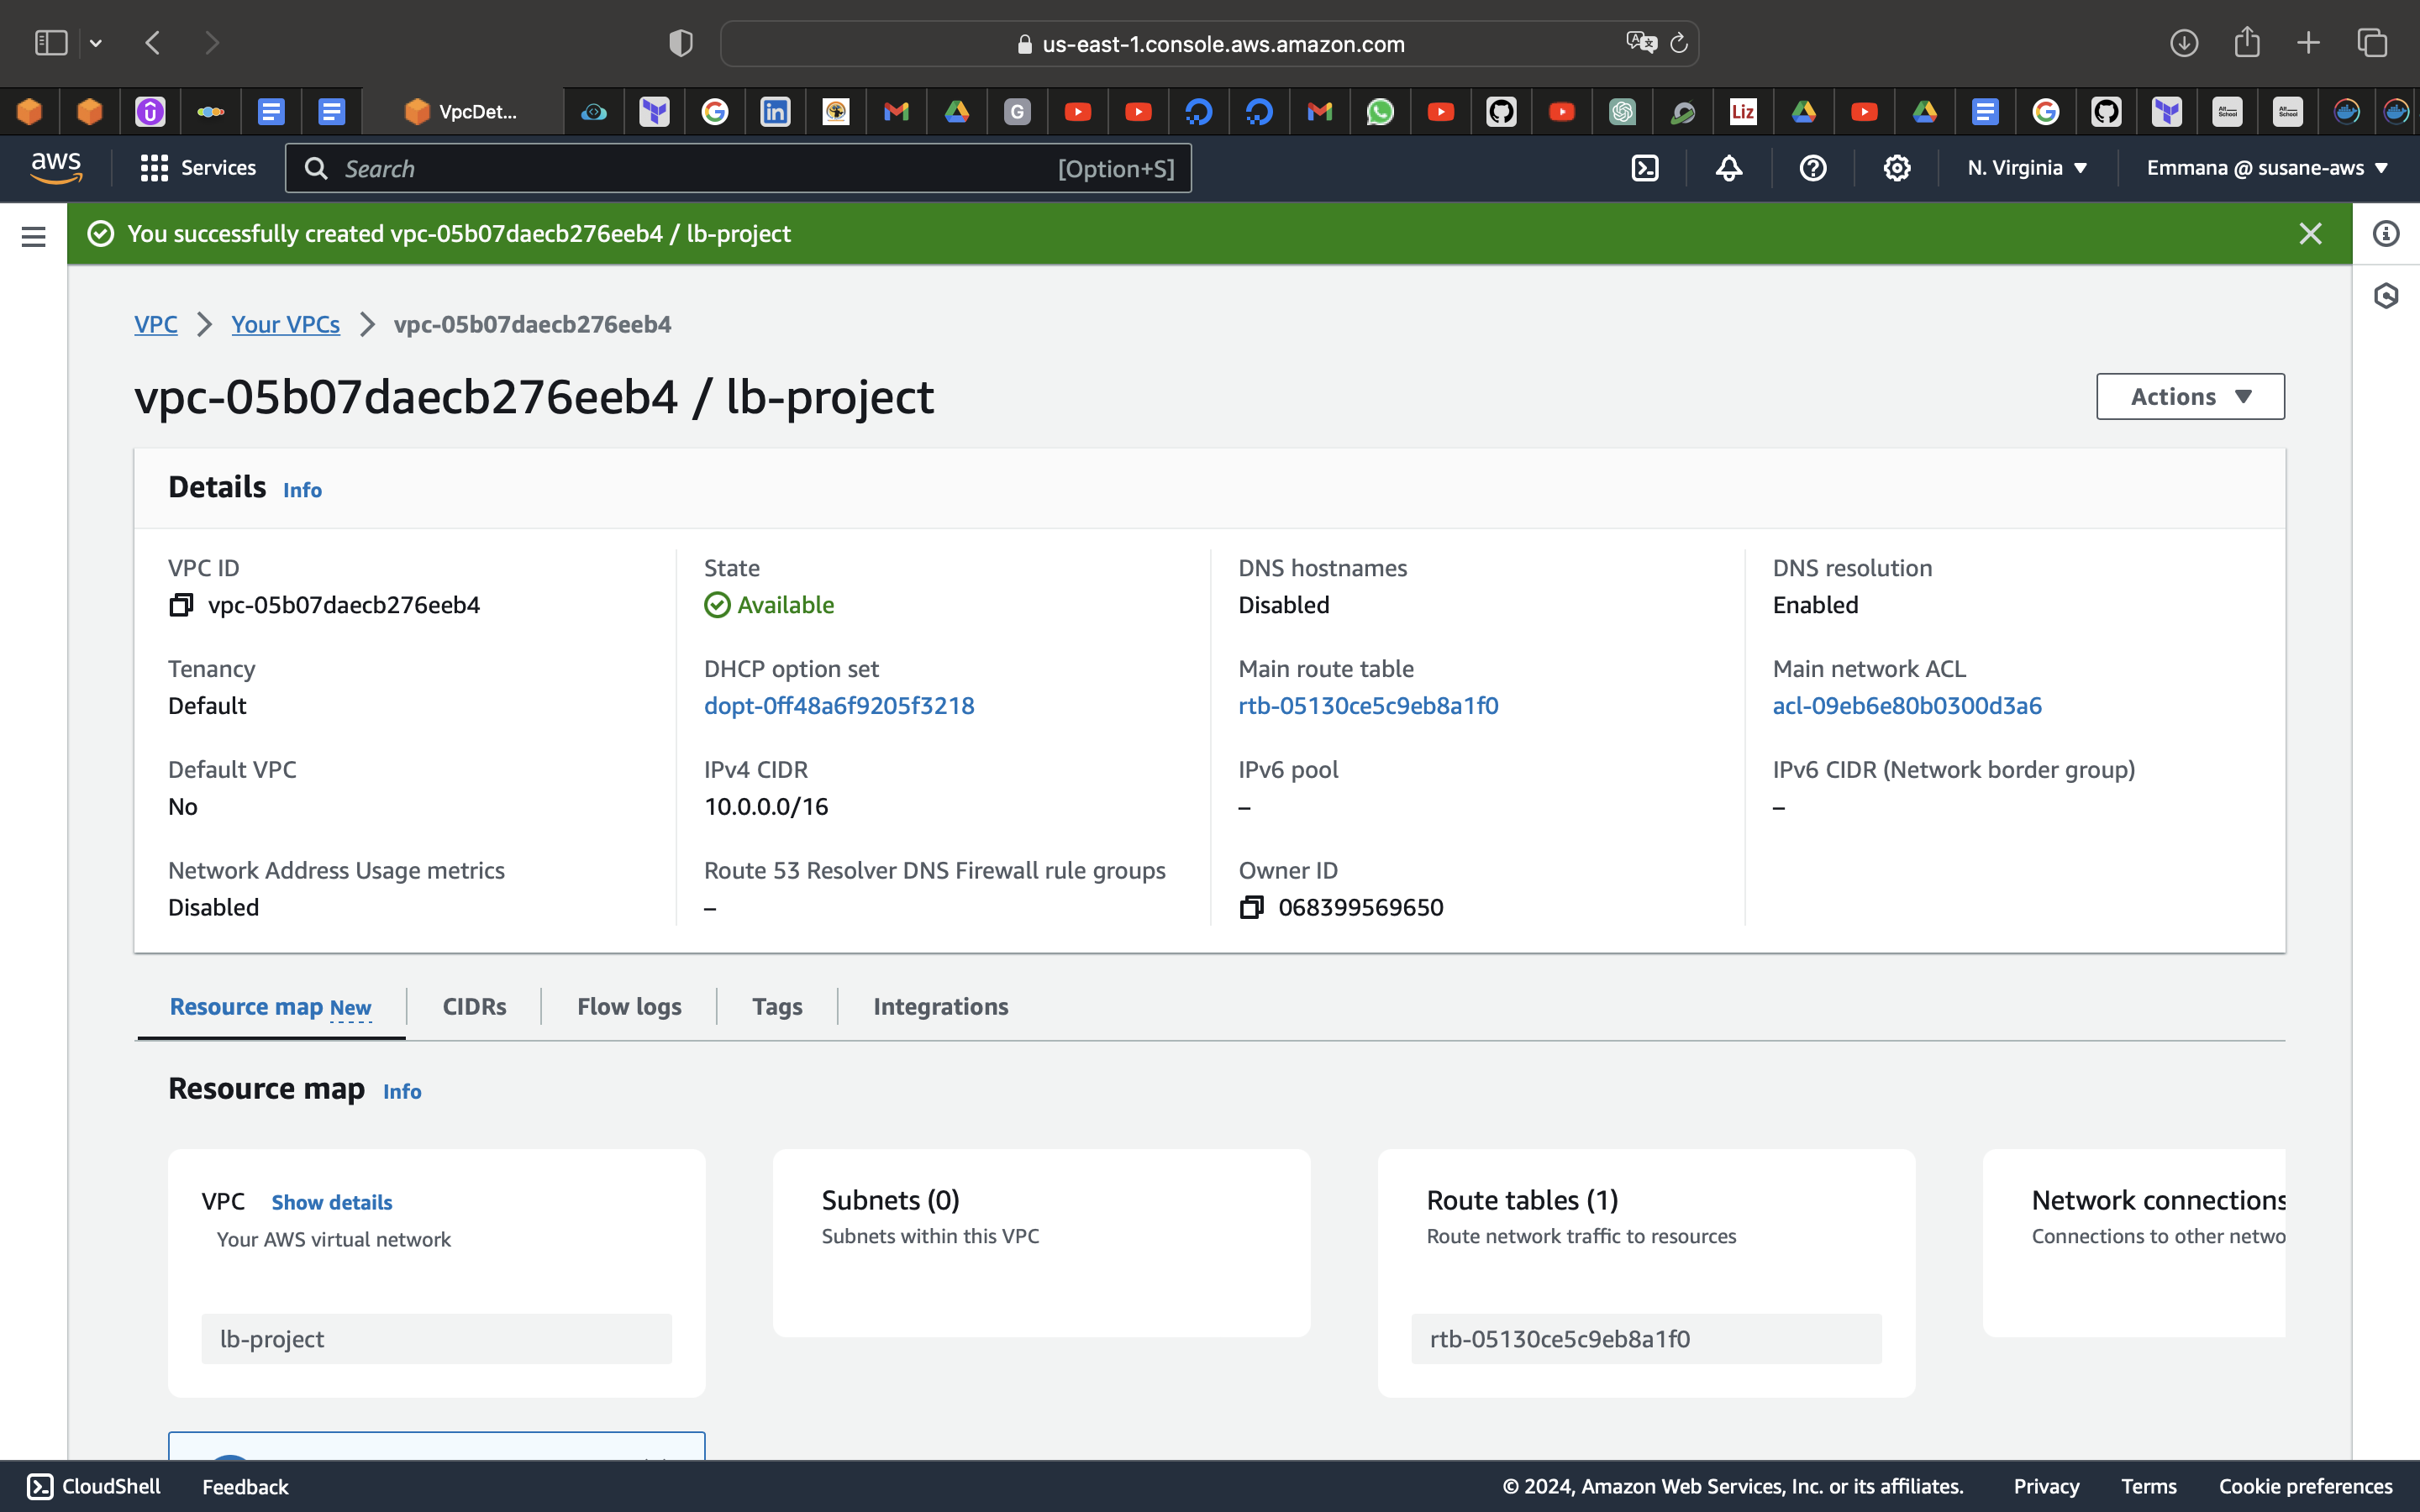 us-east-1.console.aws.amazon.com
G
VpcDet...
Liz
aws
Services
Search
[Option+S]
N. Virginia
Emmana @ susane-aws
You successfully created vpc-05b07daecb276eeb4 / lb-project
VPC
Your VPCs
vpc-05b07daecb276eeb4
vpc-05b07daecb276eeb4 / lb-project
Actions
Details Info
VPC ID
vpc-05b07daecb276eeb4
State
Available
DNS hostnames
Disabled
DNS resolution
Enabled
Tenancy
Default
DHCP option set
dopt-0ff48a6f9205f3218
Main route table
rtb-05130ce5c9eb8a1f0
Main network ACL
acl-09eb6e80b0300d3a6
Default VPC
No
IPv4 CIDR
10.0.0.0/16
IPv6 pool
–
IPv6 CIDR (Network border group)
–
Network Address Usage metrics
Disabled
Route 53 Resolver DNS Firewall rule groups
–
Owner ID
068399569650
Resource map New
CIDRs
Flow logs
Tags
Integrations
Resource map Info
VPC Show details
Your AWS virtual network
lb-project
Subnets (0)
Subnets within this VPC
Route tables (1)
Route network traffic to resources
rtb-05130ce5c9eb8a1f0
Network connections
Connections to other netwo
CloudShell
Feedback
© 2024, Amazon Web Services, Inc. or its affiliates.
Privacy
Terms
Cookie preferences